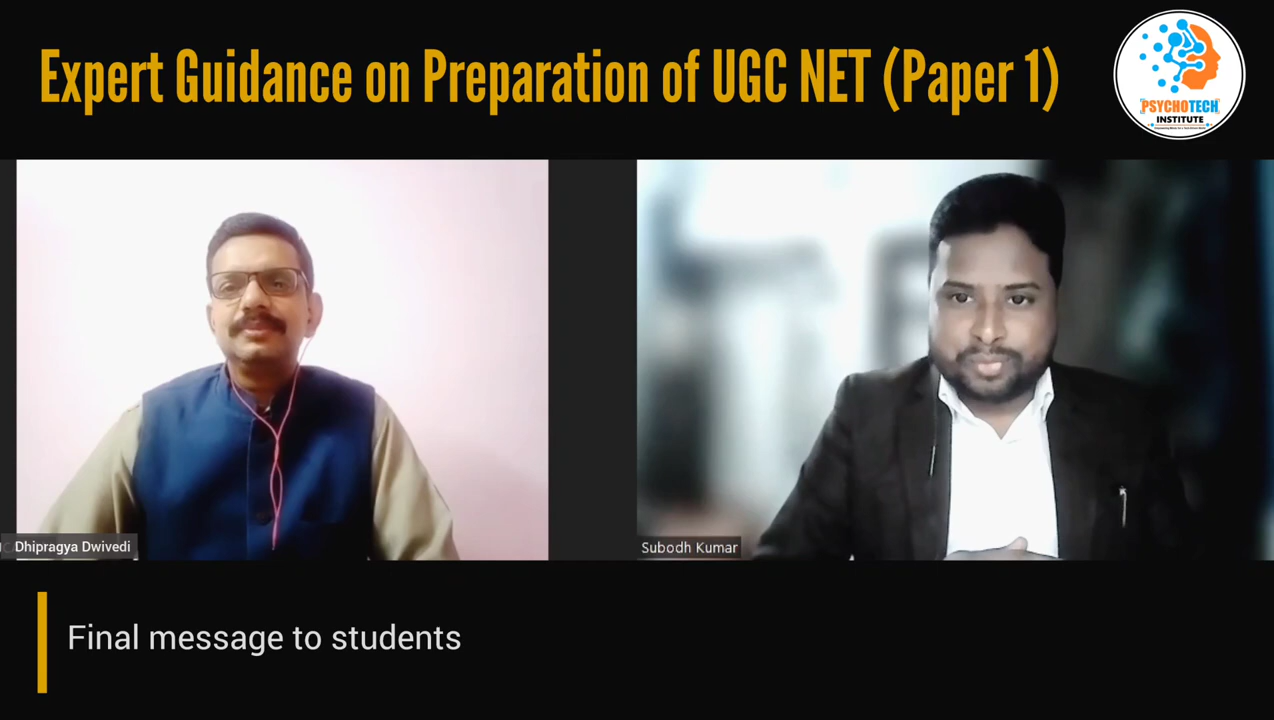 Expert Guidance on Preparation of UGC NET (Paper 1)
PSYCHOTECH
INSTITUTE
Dhipragya Dwivedi
Subodh Kumar
Final message to students